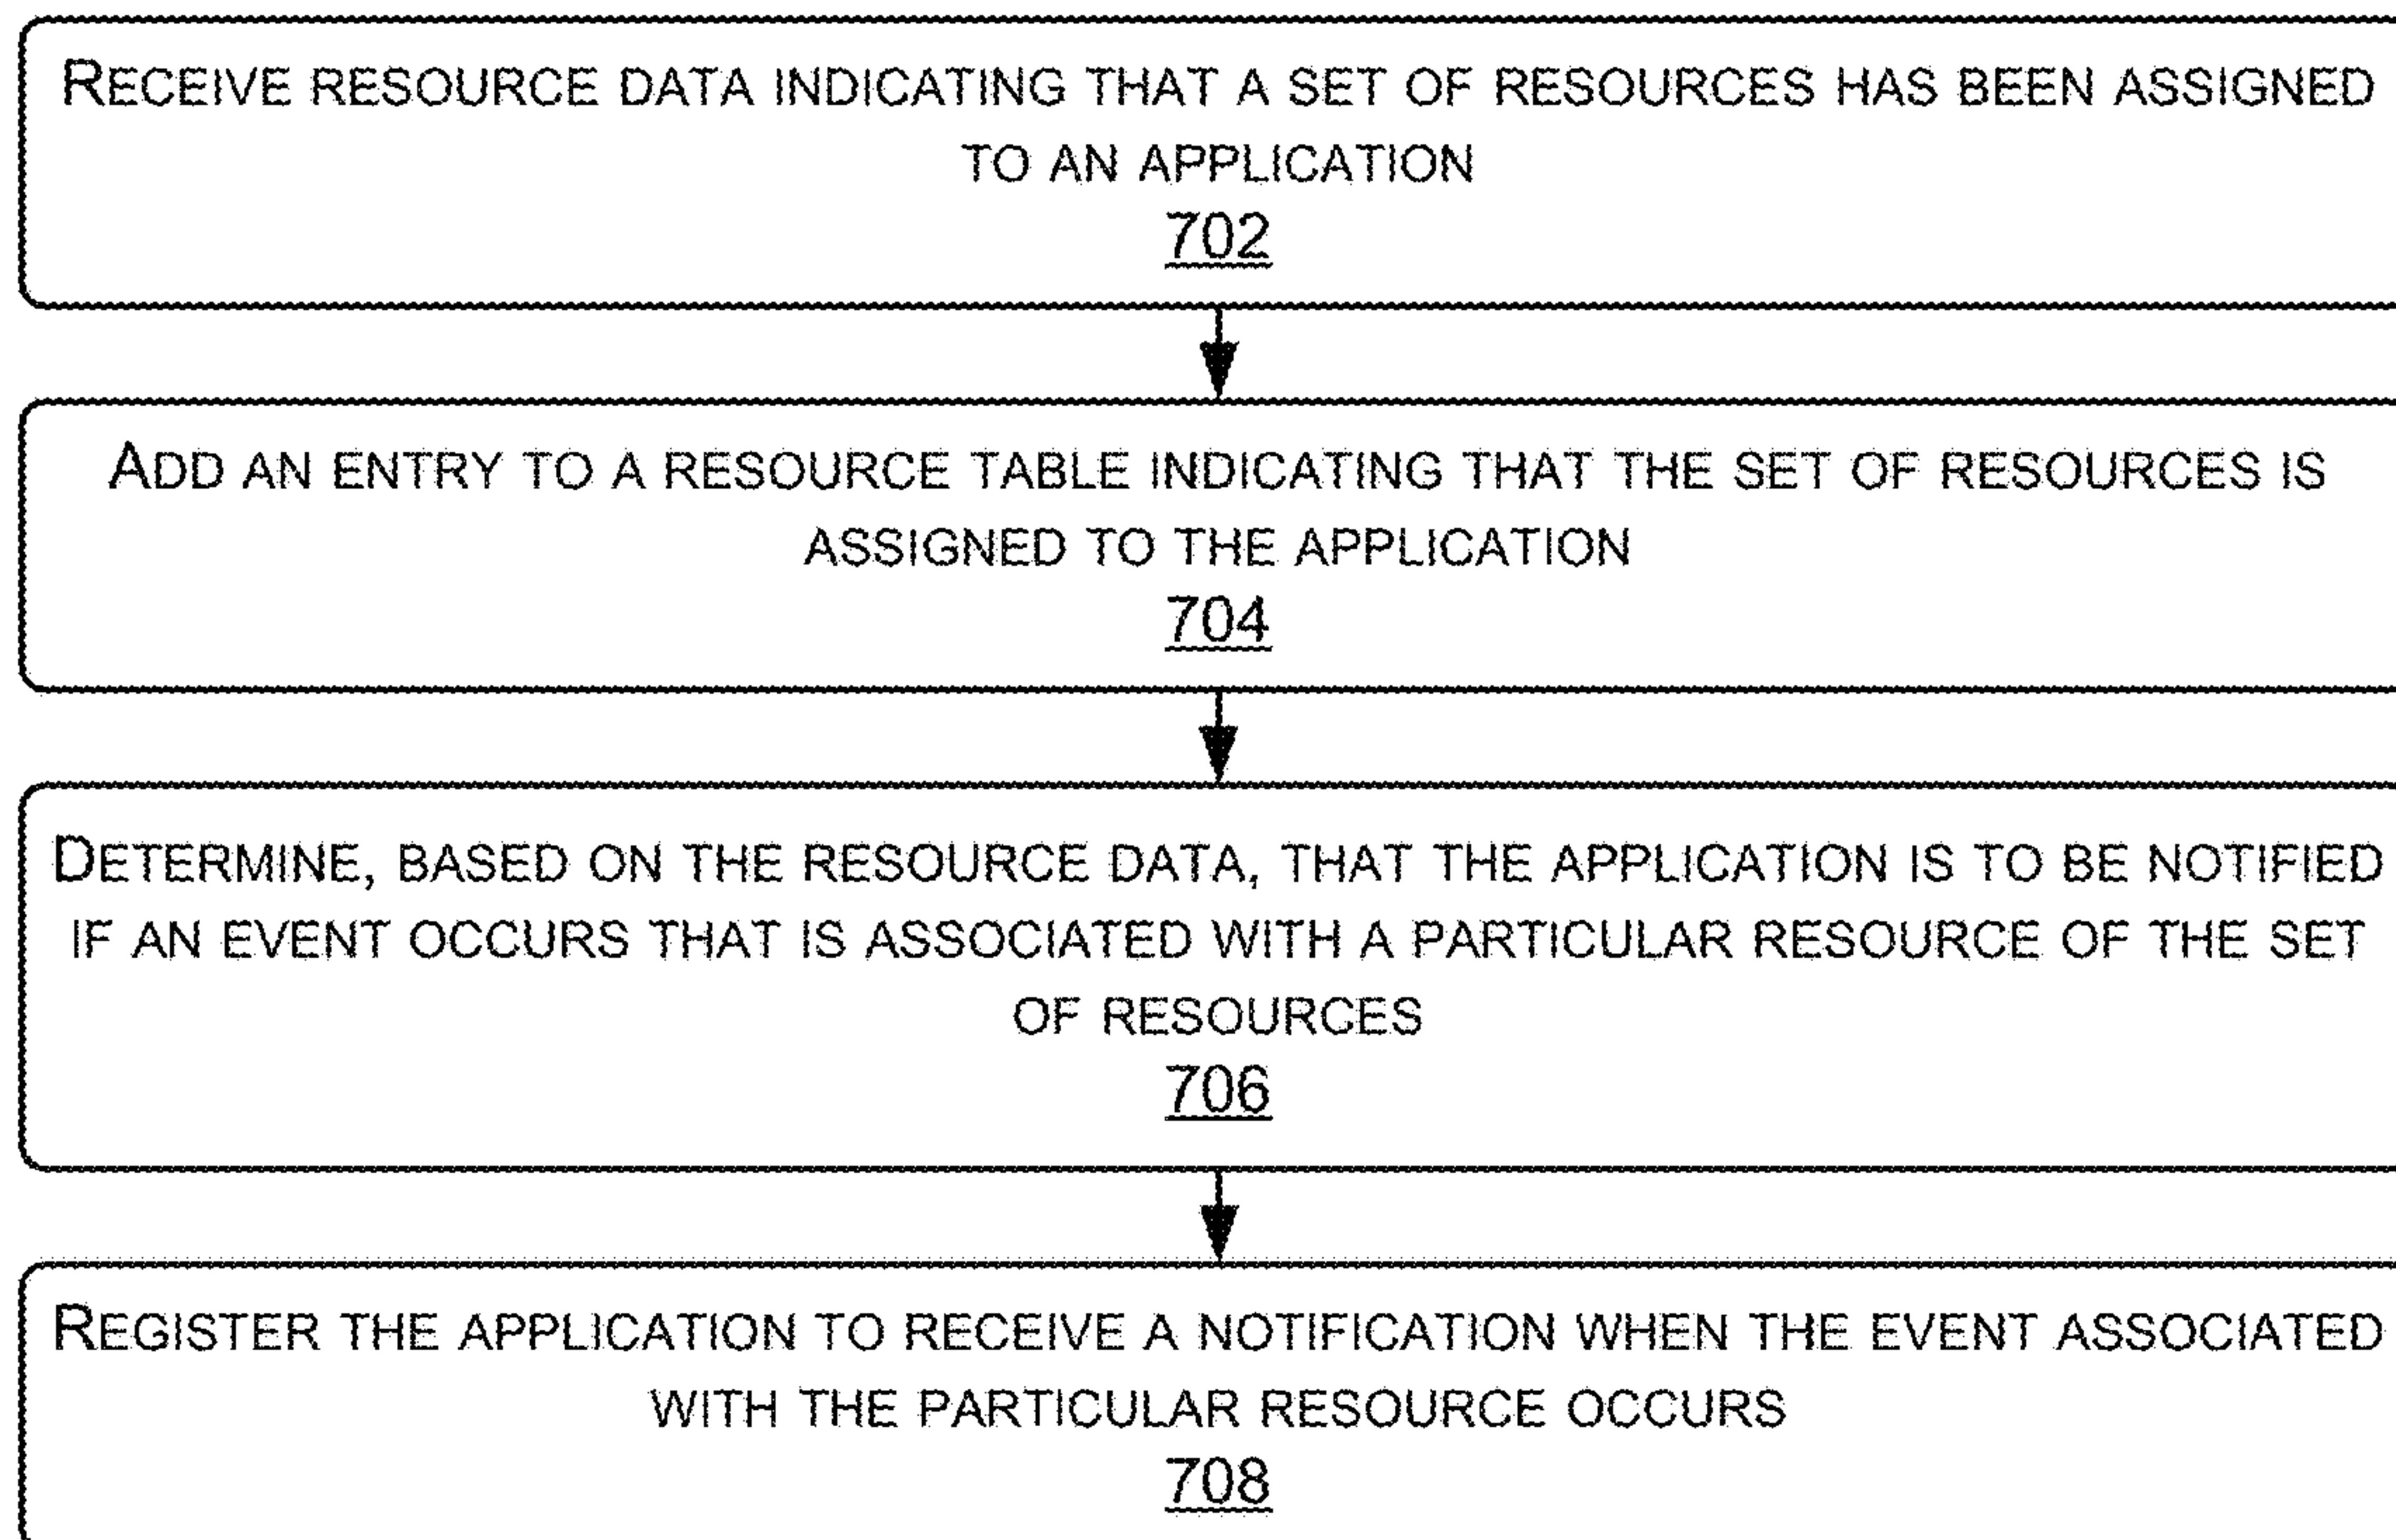 RECEIVE RESOURCE DATA INDICATING THAT A SET OF RESOURCES HAS BEEN ASSIGNED
TO AN APPLICATION
702
ADD AN ENTRY TO A RESOURCE TABLE INDICATING THAT THE SET OF RESOURCES IS
ASSIGNED TO THE APPLICATION
704
DETERMINE, BASED ON THE RESOURCE DATA, THAT THE APPLICATION IS TO BE NOTIFIED
IF AN EVENT OCCURS THAT IS ASSOCIATED WITH A PARTICULAR RESOURCE OF THE SET
OF RESOURCES
706
REGISTER THE APPLICATION TO RECEIVE A NOTIFICATION WHEN THE EVENT ASSOCIATED
WITH THE PARTICULAR RESOURCE OCCURS
708